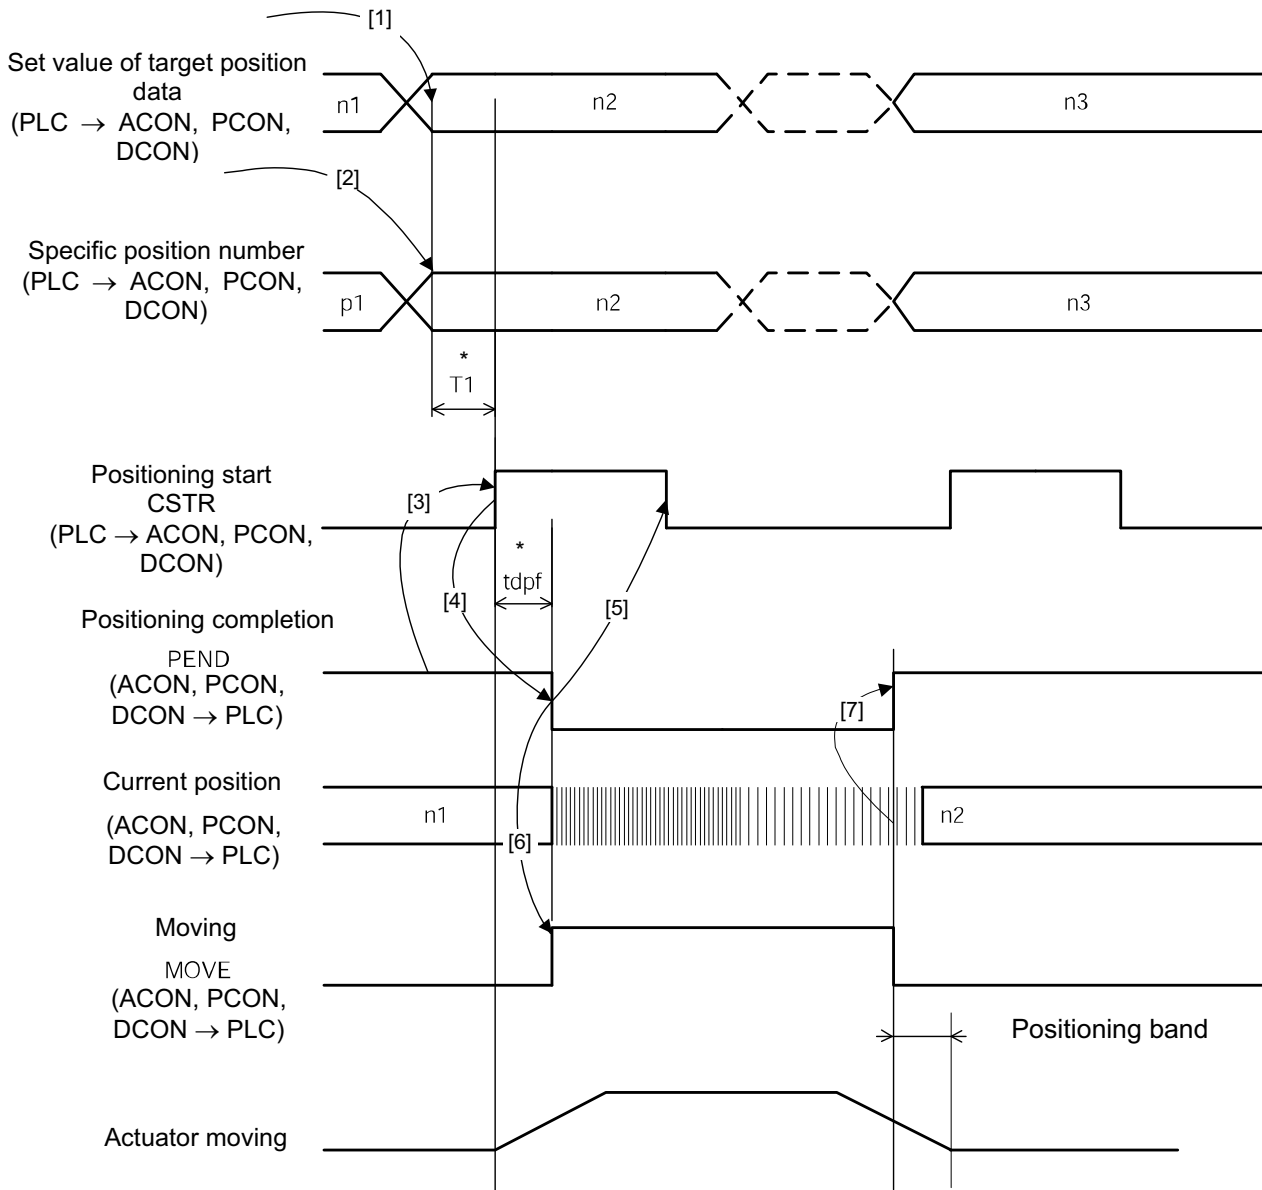 [1]
Set value of target position
data
(PLC → ACON, PCON,
DCON)
n1
n2
n3
[2]
Specific position number
(PLC → ACON, PCON,
DCON)
p1
n2
n3
*
T1
Positioning start
CSTR
(PLC → ACON, PCON,
DCON)
[3]
*
tdpf
[4]
[5]
Positioning completion
PEND
(ACON, PCON,
DCON → PLC)
[7]
Current position
(ACON, PCON,
DCON → PLC)
n1
n2
[6]
Moving
MOVE
(ACON, PCON,
DCON → PLC)
Positioning band
Actuator moving